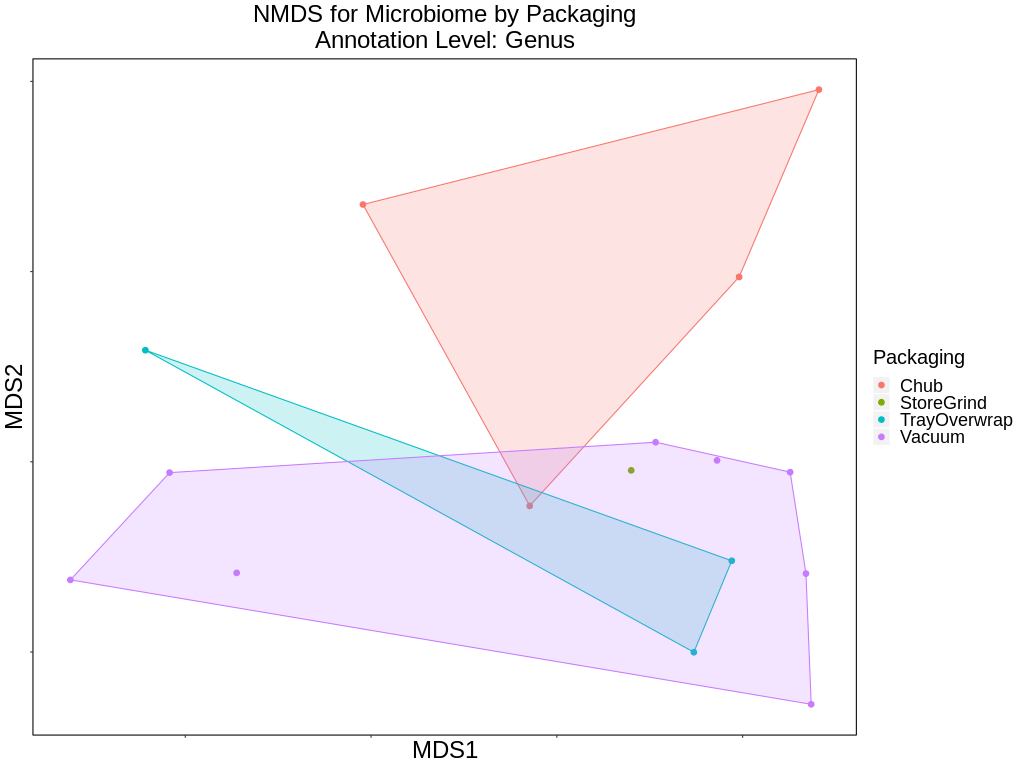 NMDS for Microbiome by Packaging
Annotation Level: Genus
MDS2
MDS1
Packaging
Chub
StoreGrind
TrayOverwrap
Vacuum